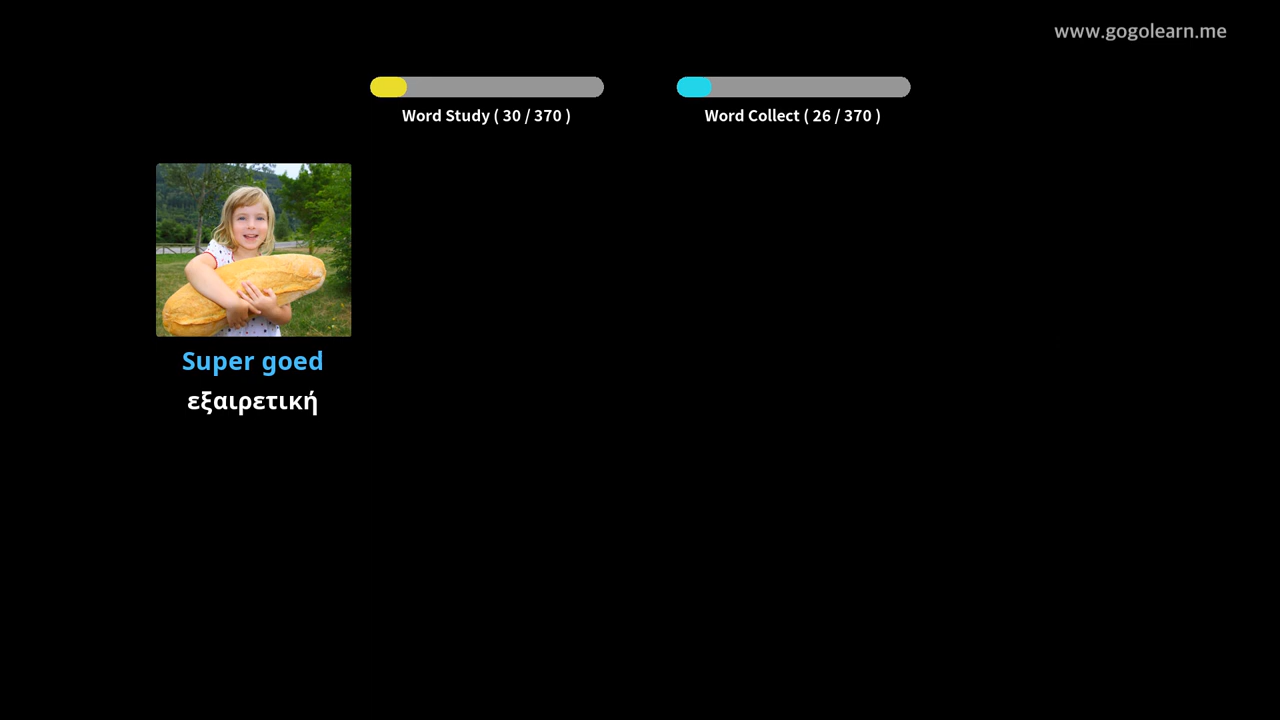 www.gogolearn.me
Word Study ( 30 / 370 )
Word Collect ( 26 / 370 )
Super goed
εξαιρετική